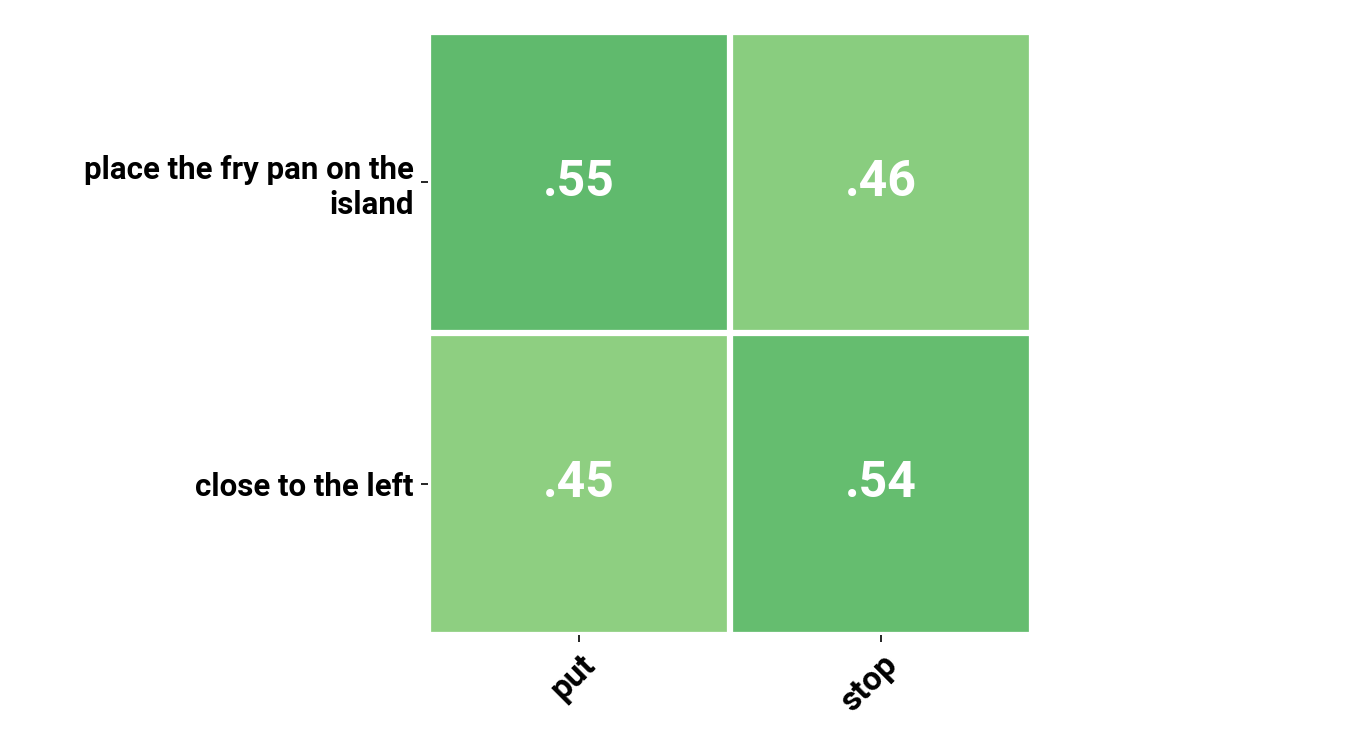 place the fry pan on the
island
.55
.46
close to the left
.45
.54
put
stop